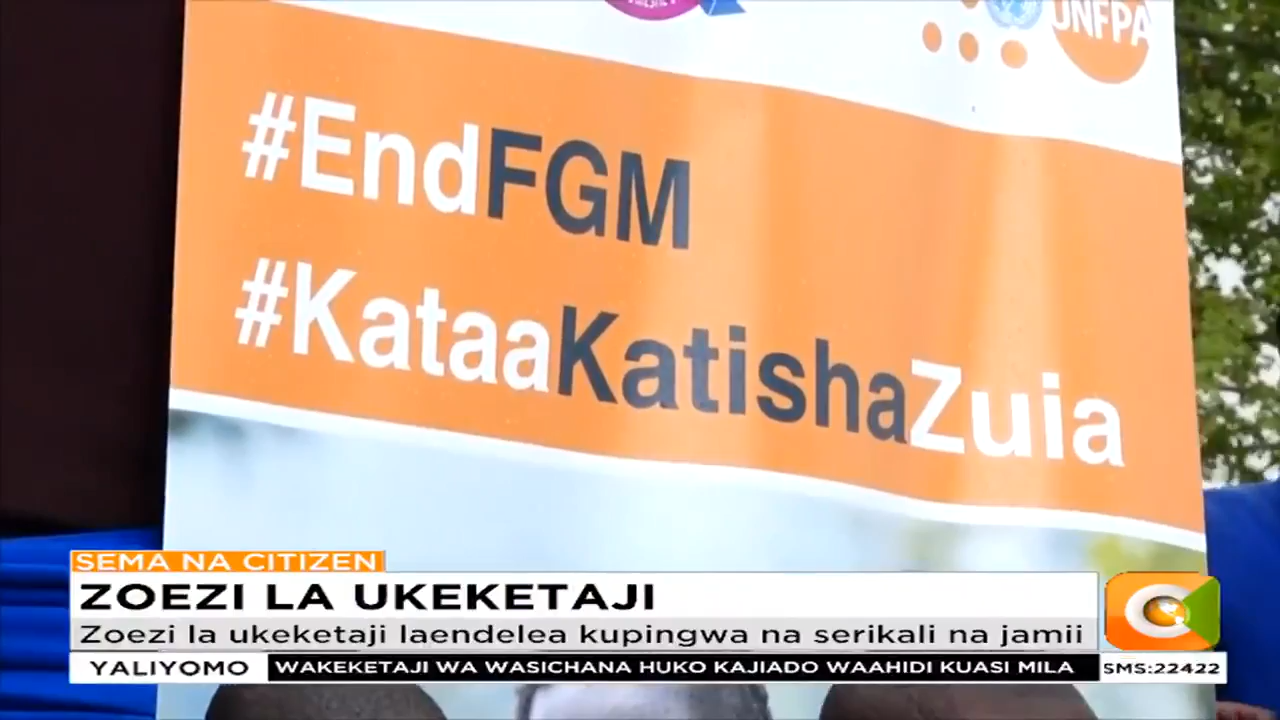 UNFPA
#EndFGM
#KataaKatishaZuia
SEMA NA CITIZEN
ZOEZI LA UKEKETAJI
Zoezi la ukeketaji laendelea kupingwa na serikali na jamii
YALIYOMO WAKEKETAJI WA WASICHANA HUKO KAJIADO WAAHIDI KUASI MILA SMS:22422